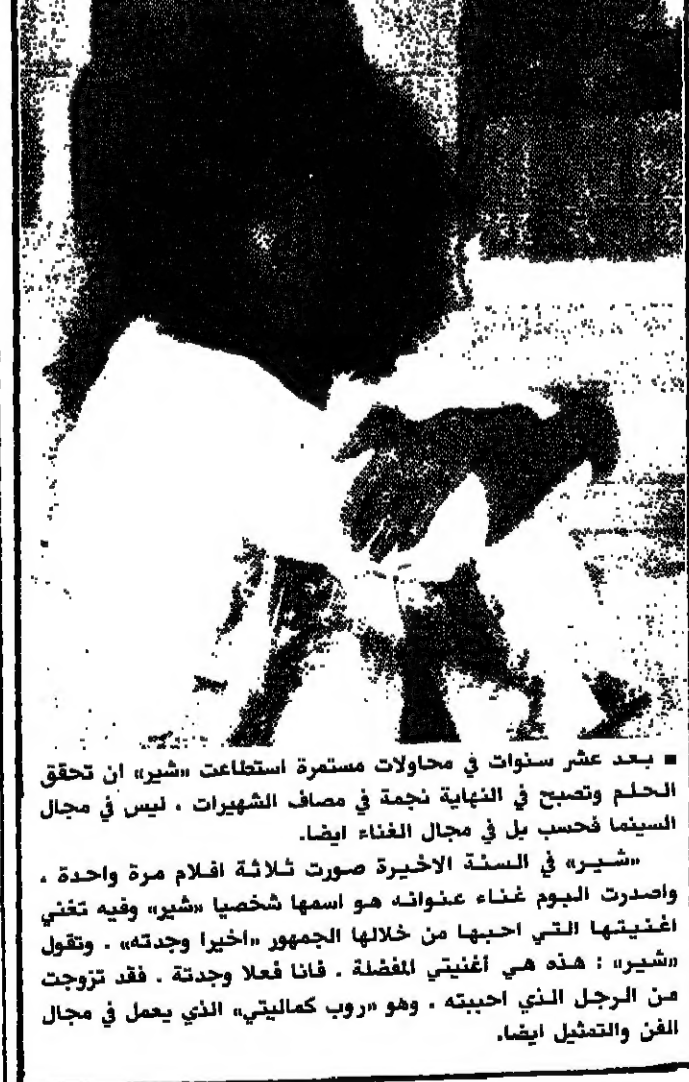 ■ بعد عشر سنوات في محاولات مستمرة استطاعت «شير» ان تحقق
الحلم وتصبح في النهاية نجمة في مصاف الشهيرات ، ليس في مجال
السينما فحسب بل في مجال الغناء ايضا.
«شير» في السنة الاخيرة صورت ثلاثة افلام مرة واحدة ،
واصدرت اليوم غناء عنوانه هو اسمها شخصيا «شير» وفيه تغني
اغنيتها التي احبها من خلالها الجمهور «اخيرا وجدته» . وتقول
«شير» : هذه هي أغنيتي المفضلة . فانا فعلا وجدتة . فقد تزوجت
من الرجل الذي احببته . وهو «روب كماليتي» الذي يعمل في مجال
الفن والتمثيل ايضا.